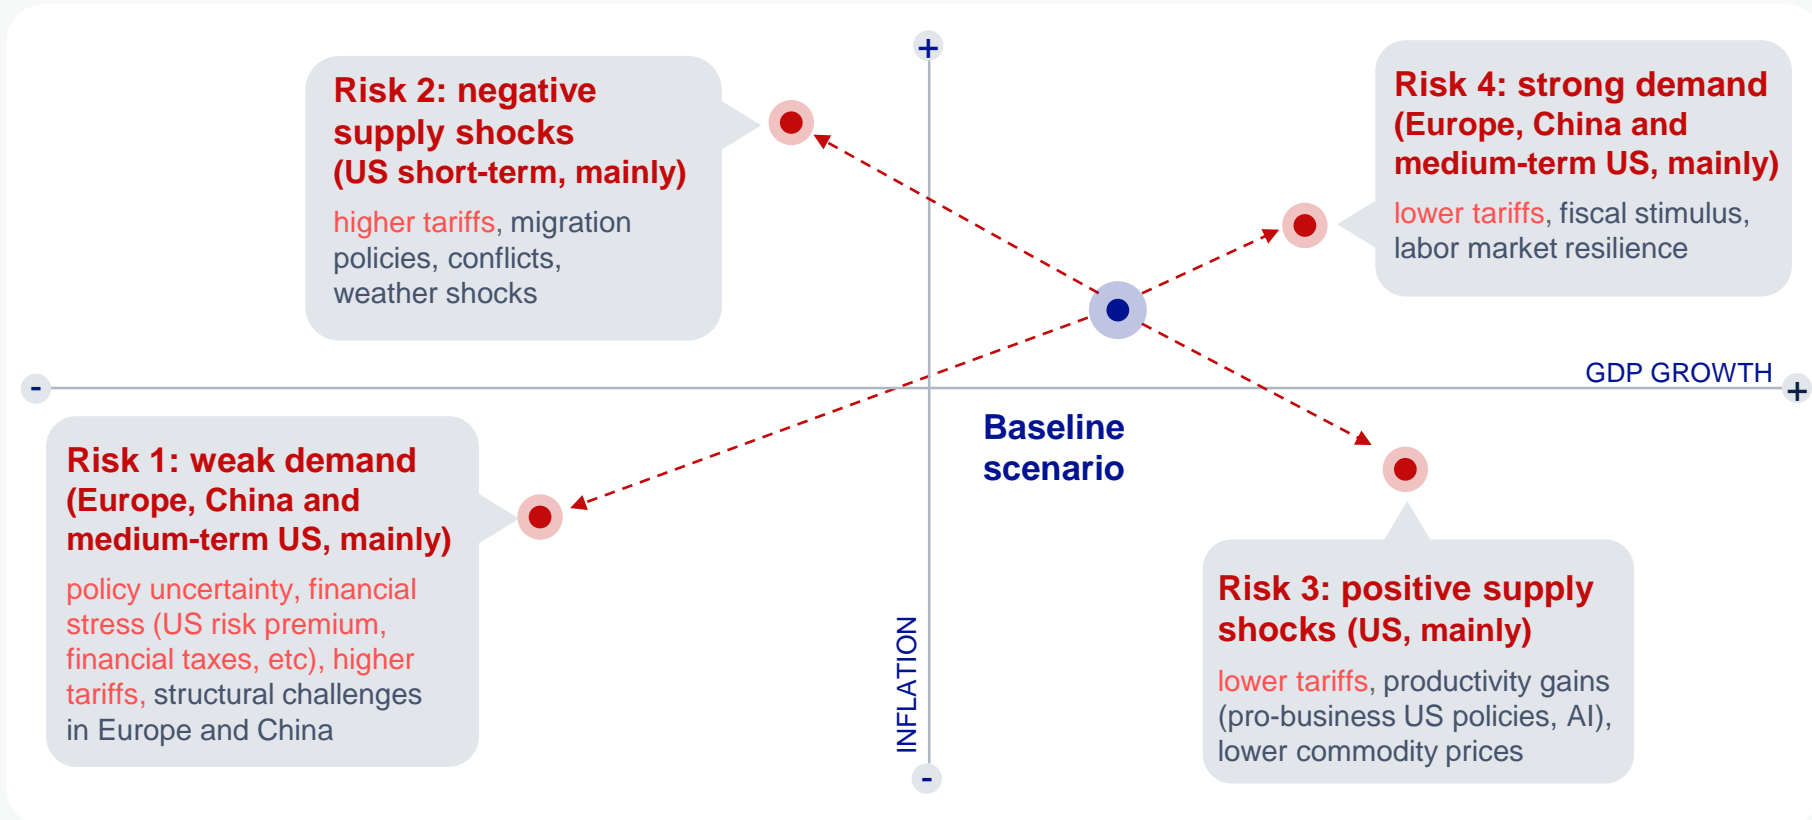 +
Risk 2: negative
supply shocks
(US short-term, mainly)
higher tariffs, migration
policies, conflicts,
weather shocks
Risk 4: strong demand
(Europe, China and
medium-term US, mainly)
lower tariffs, fiscal stimulus,
labor market resilience
GDP GROWTH
-
+
Baseline
scenario
Risk 1: weak demand
(Europe, China and
medium-term US, mainly)
policy uncertainty, financial
stress (US risk premium,
financial taxes, etc), higher
tariffs, structural challenges
in Europe and China
INFLATION
Risk 3: positive supply
shocks (US, mainly)
lower tariffs, productivity gains
(pro-business US policies, AI),
lower commodity prices
-